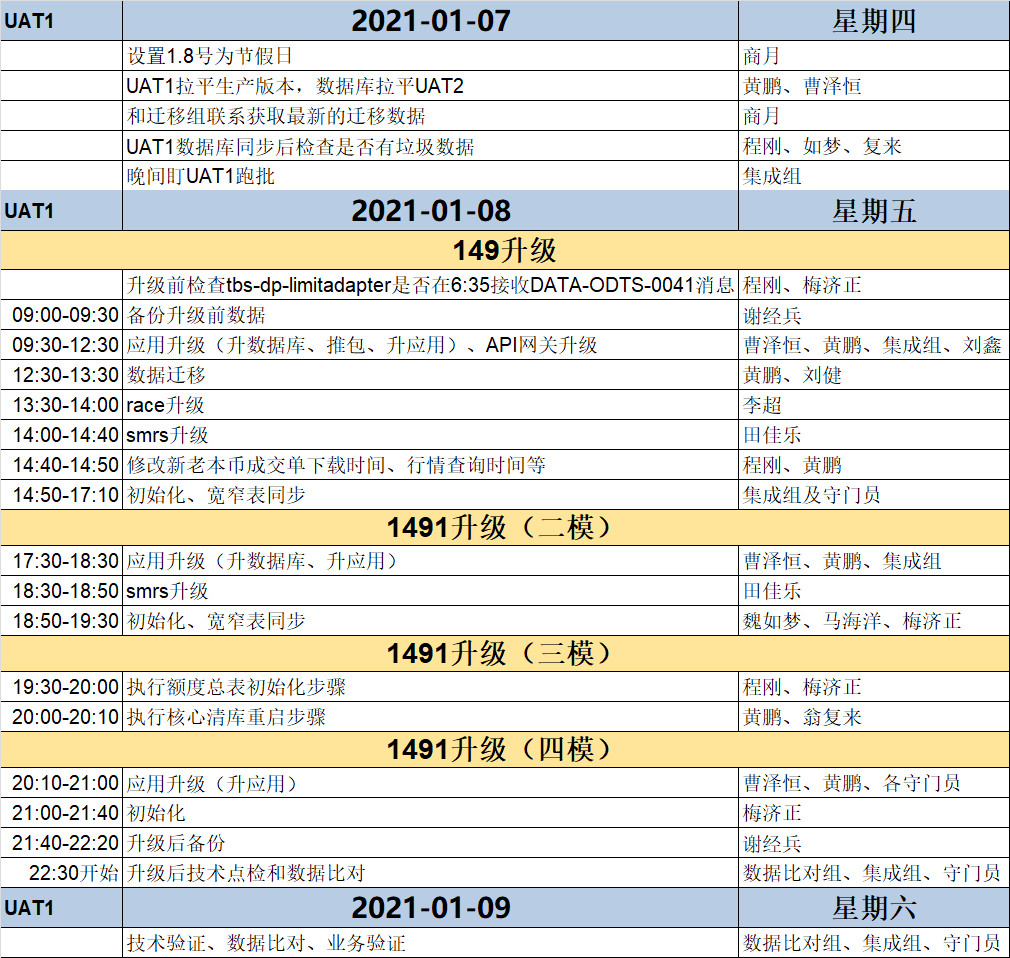 UAT1 2021-01-07 星期四
设置1.8号为节假日 商月
UAT1拉平生产版本，数据库拉平UAT2 黄鹏、曹泽恒
和迁移组联系获取最新的迁移数据 商月
UAT1数据库同步后检查是否有垃圾数据 程刚、如梦、复来
晚间盯UAT1跑批 集成组
UAT1 2021-01-08 星期五
149升级
升级前检查tbs-dp-limitadapter是否在6:35接收DATA-ODTS-0041消息 程刚、梅济正
09:00-09:30 备份升级前数据 谢经兵
09:30-12:30 应用升级（升数据库、推包、升应用）、API网关升级 曹泽恒、黄鹏、集成组、刘鑫
12:30-13:30 数据迁移 黄鹏、刘健
13:30-14:00 race升级 李超
14:00-14:40 smrs升级 田佳乐
14:40-14:50 修改新老本币成交单下载时间、行情查询时间等 程刚、黄鹏
14:50-17:10 初始化、宽窄表同步 集成组及守门员
1491升级（二模）
17:30-18:30 应用升级（升数据库、升应用） 曹泽恒、黄鹏、集成组
18:30-18:50 smrs升级 田佳乐
18:50-19:30 初始化、宽窄表同步 魏如梦、马海洋、梅济正
1491升级（三模）
19:30-20:00 执行额度总表初始化步骤 程刚、梅济正
20:00-20:10 执行核心清库重启步骤 黄鹏、翁复来
1491升级（四模）
20:10-21:00 应用升级（升应用） 曹泽恒、黄鹏、各守门员
21:00-21:40 初始化 梅济正
21:40-22:20 升级后备份 谢经兵
22:30开始 升级后技术点检和数据比对 数据比对组、集成组、守门员
UAT1 2021-01-09 星期六
技术验证、数据比对、业务验证 数据比对组、集成组、守门员